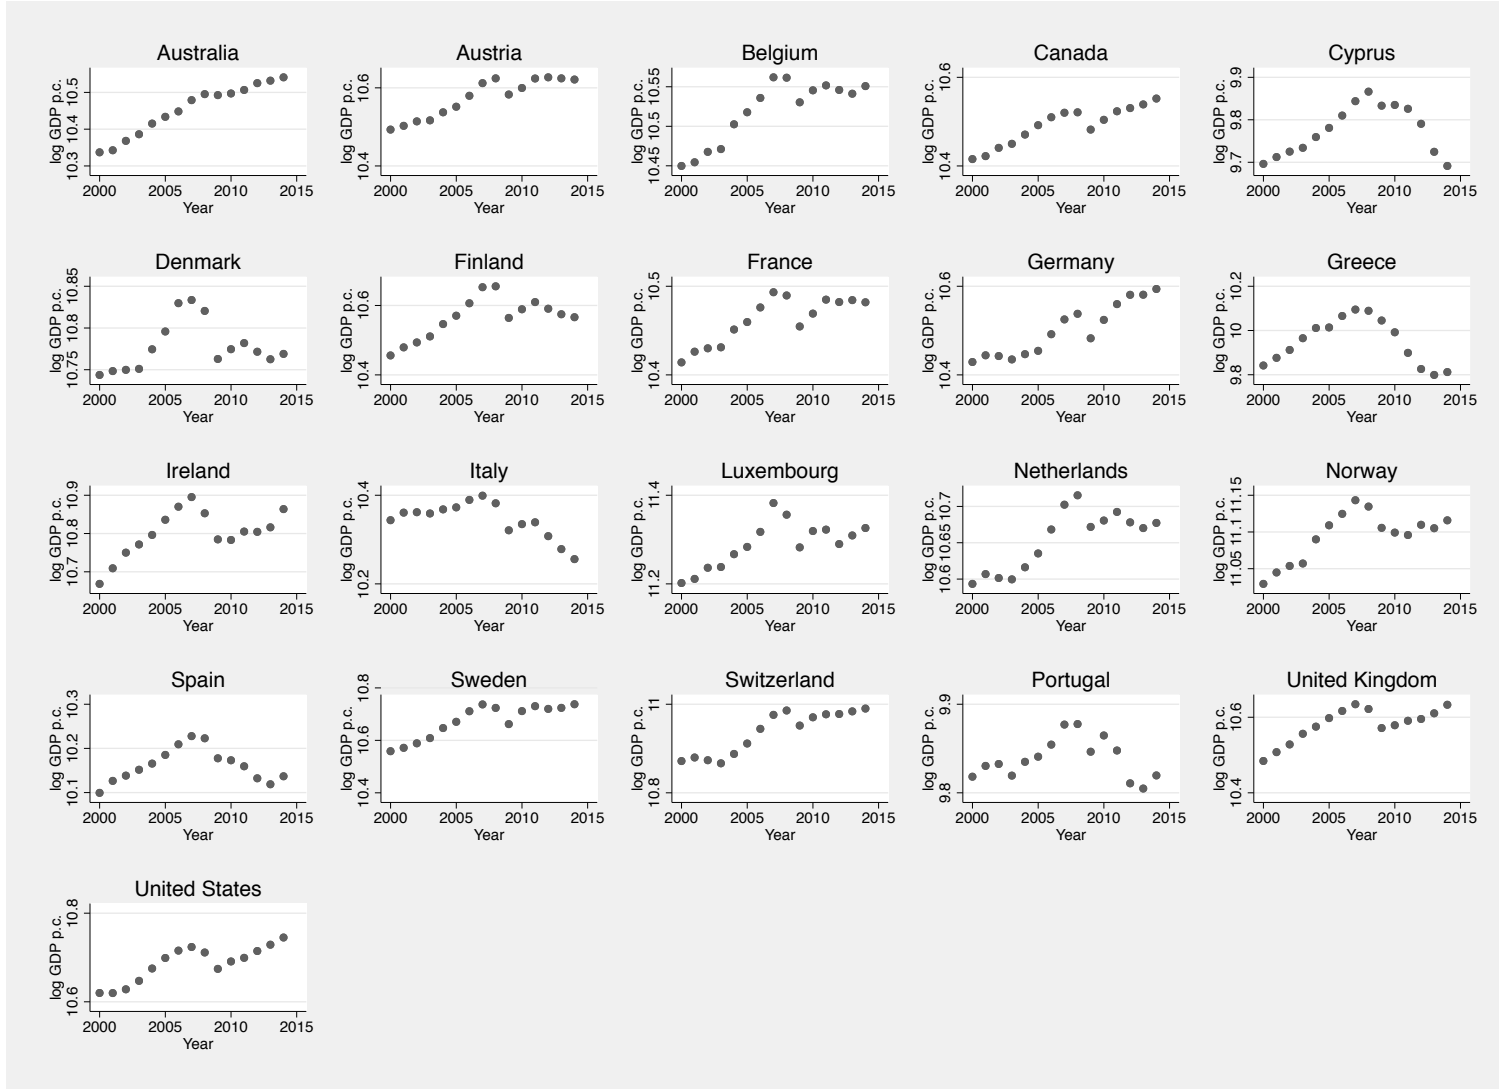 Australia
log GDP p.c.
10.3 10.4 10.5
2000 2005 2010 2015
Year
Austria
log GDP p.c.
10.4 10.6
2000 2005 2010 2015
Year
Belgium
log GDP p.c.
10.45 10.5 10.55
2000 2005 2010 2015
Year
Canada
log GDP p.c.
10.4 10.6
2000 2005 2010 2015
Year
Cyprus
log GDP p.c.
9.7 9.8 9.9
2000 2005 2010 2015
Year
Denmark
log GDP p.c.
10.75 10.8 10.85
2000 2005 2010 2015
Year
Finland
log GDP p.c.
10.4 10.6
2000 2005 2010 2015
Year
France
log GDP p.c.
10.4 10.5
2000 2005 2010 2015
Year
Germany
log GDP p.c.
10.4 10.6
2000 2005 2010 2015
Year
Greece
log GDP p.c.
9.8 10 10.2
2000 2005 2010 2015
Year
Ireland
log GDP p.c.
10.7 10.8 10.9
2000 2005 2010 2015
Year
Italy
log GDP p.c.
10.2 10.4
2000 2005 2010 2015
Year
Luxembourg
log GDP p.c.
11.2 11.4
2000 2005 2010 2015
Year
Netherlands
log GDP p.c.
10.6 10.65 10.7
2000 2005 2010 2015
Year
Norway
log GDP p.c.
11.05 11.1 11.15
2000 2005 2010 2015
Year
Spain
log GDP p.c.
10.1 10.2 10.3
2000 2005 2010 2015
Year
Sweden
log GDP p.c.
10.4 10.6 10.8
2000 2005 2010 2015
Year
Switzerland
log GDP p.c.
10.8 11
2000 2005 2010 2015
Year
Portugal
log GDP p.c.
9.8 9.9
2000 2005 2010 2015
Year
United Kingdom
log GDP p.c.
10.4 10.6
2000 2005 2010 2015
Year
United States
log GDP p.c.
10.6 10.8
2000 2005 2010 2015
Year